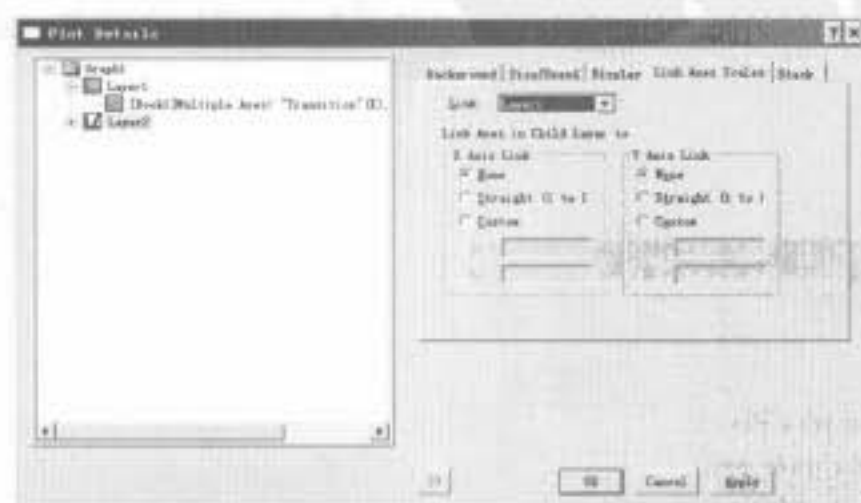 Plot Details
Graph1
Layer1
[Book1]Multiple Axes! "Transition"(X),
Layer2
Background
Size/Speed
Display
Link Axes Scales
Stack
Link
Layer1
Link Axes in Child Layer to
X Axis Link
None
Straight (1 to 1
Custom
Y Axis Link
None
Straight (1 to 1
Custom
>>
OK
Cancel
Apply